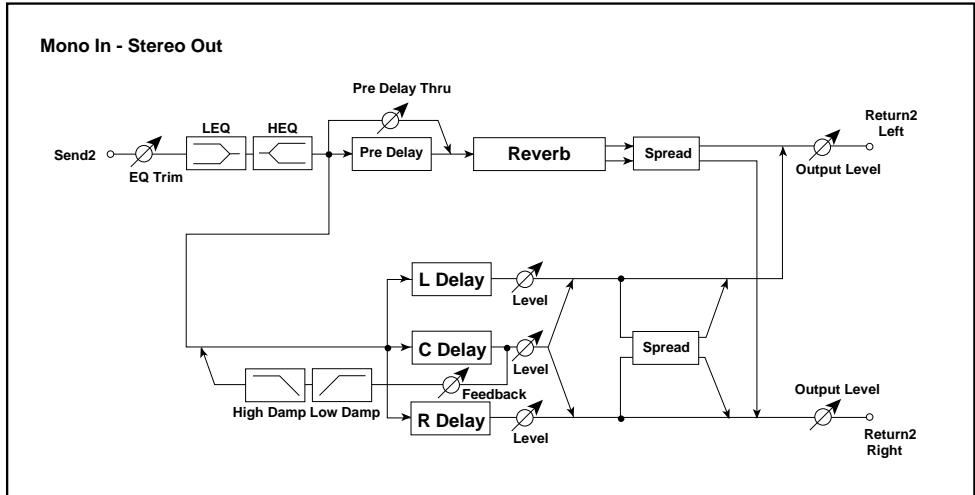 Mono In - Stereo Out
Pre Delay Thru
LEQ
HEQ
Return2
Left
Send2
Pre Delay
Reverb
Spread
EQ Trim
Output Level
L Delay
Level
C Delay
Spread
Level
Feedback
High Damp
Low Damp
Output Level
R Delay
Level
Return2
Right